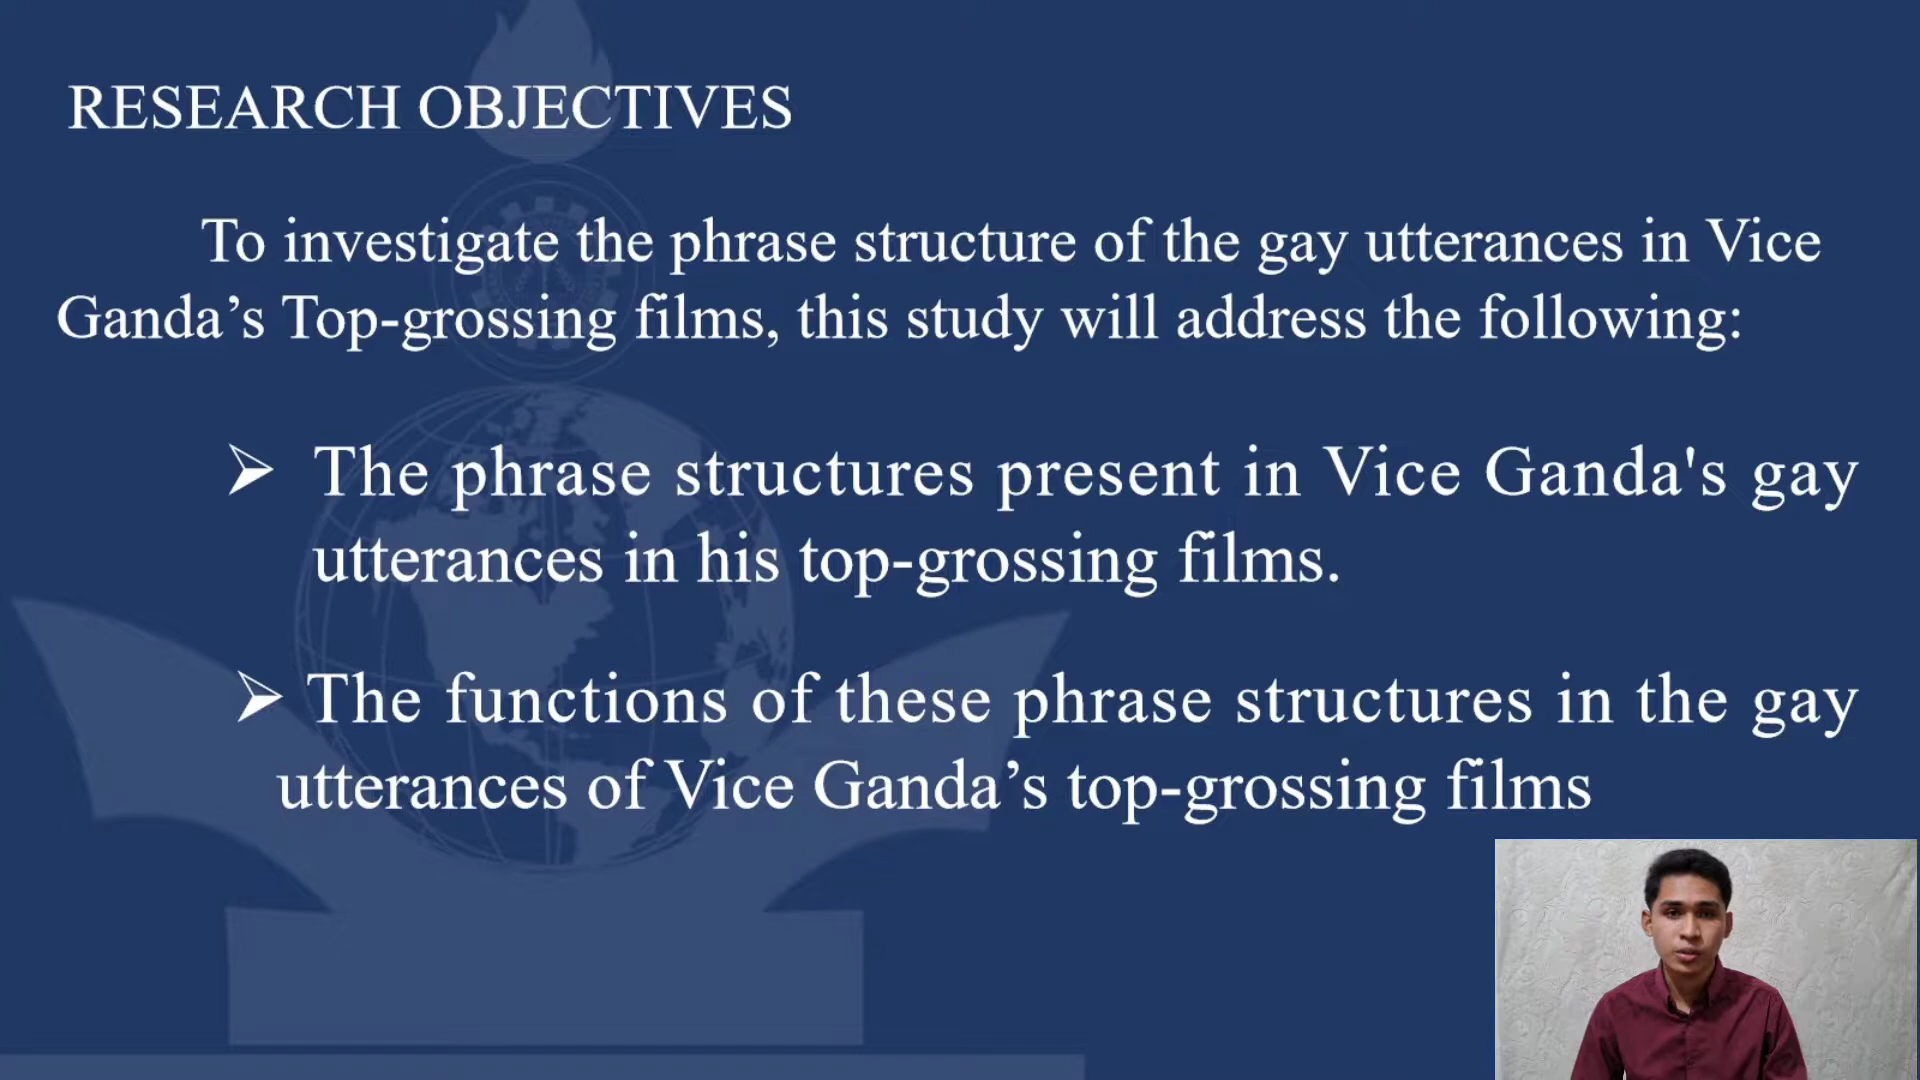 RESEARCH OBJECTIVES
To investigate the phrase structure of the gay utterances in Vice
Ganda’s Top-grossing films, this study will address the following:
➢ The phrase structures present in Vice Ganda's gay
utterances in his top-grossing films.
➢ The functions of these phrase structures in the gay
utterances of Vice Ganda’s top-grossing films